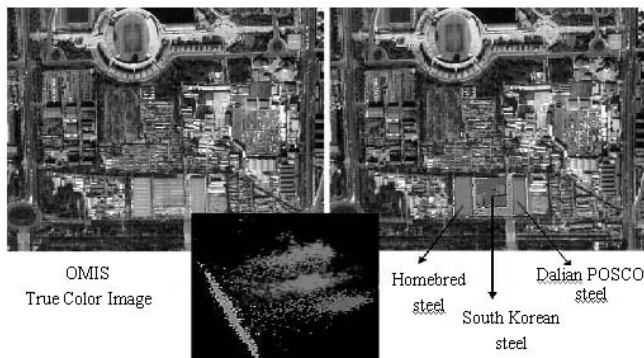 OMIS
True Color Image
Homebred
steel
South Korean
steel
Dalian POSCO
steel